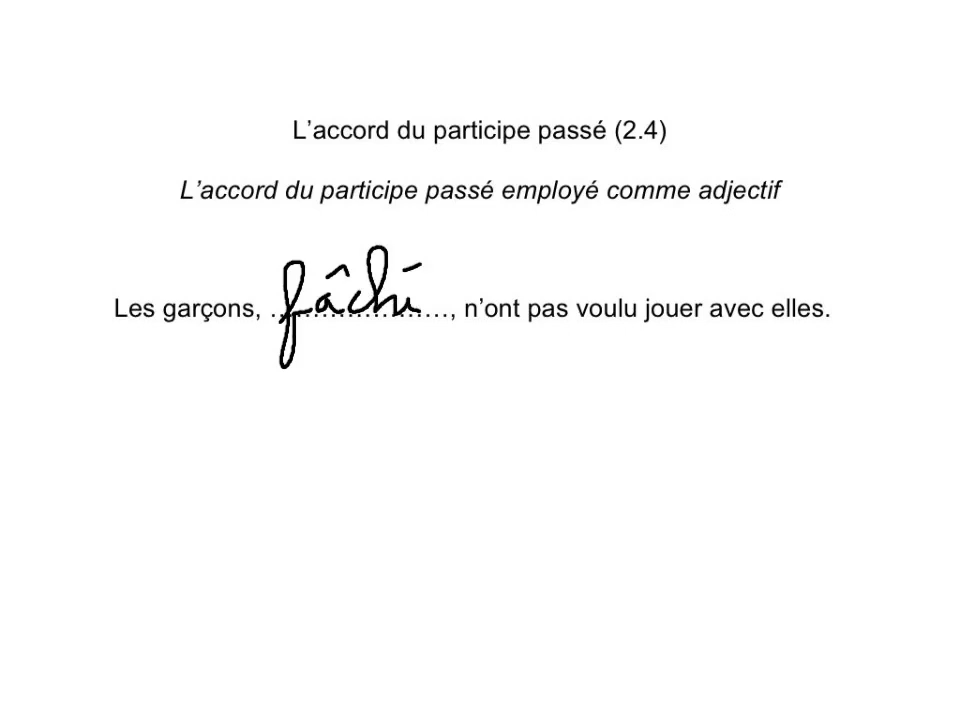 L’accord du participe passé (2.4)
L’accord du participe passé employé comme adjectif
Les garçons, fâché, n’ont pas voulu jouer avec elles.